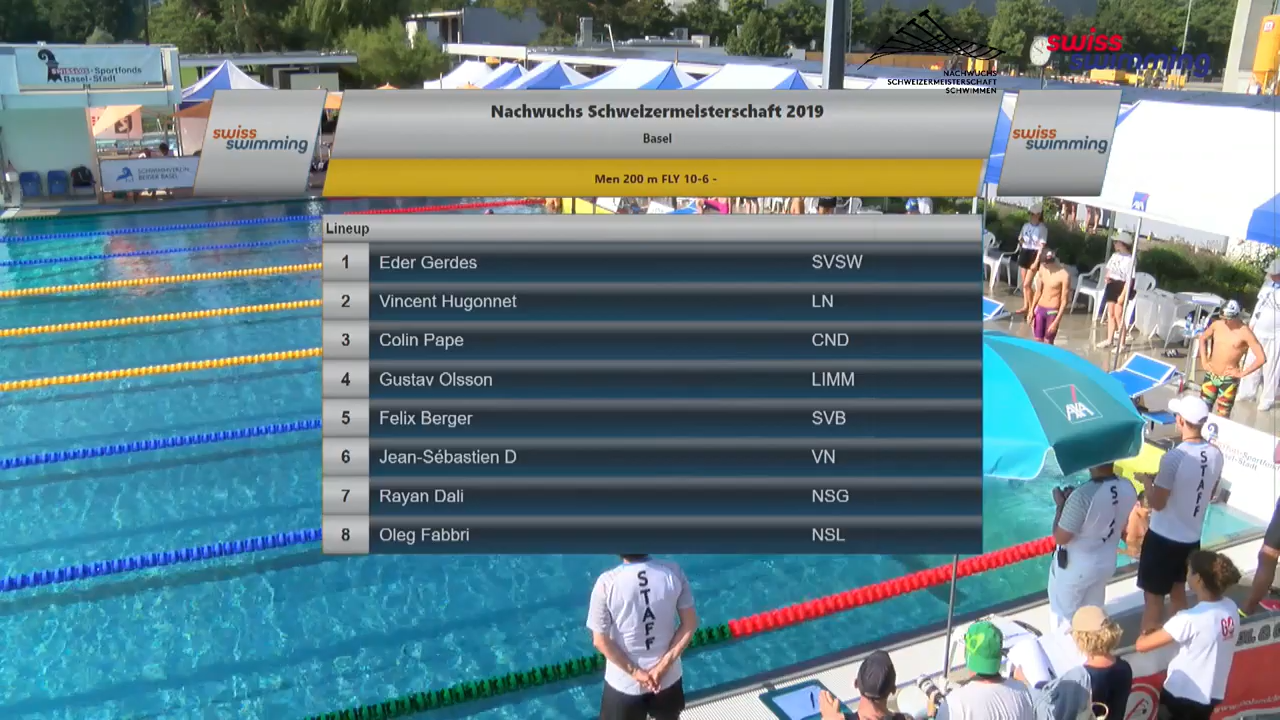 swiss
swimming
NACHWUCHS
SCHWEIZERMEISTERSCHAFT
SCHWIMMEN
Swisslos-Sportfonds
Basel-Stadt
Nachwuchs Schweizermeisterschaft 2019
Basel
swiss
swimming
swiss
swimming
Men 200 m FLY 10-6 -
Lineup
1 Eder Gerdes SVSW
2 Vincent Hugonnet LN
3 Colin Pape CND
4 Gustav Olsson LIMM
5 Felix Berger SVB
6 Jean-Sébastien D VN
7 Rayan Dali NSG
8 Oleg Fabbri NSL
AXA
STAFF
STAFF